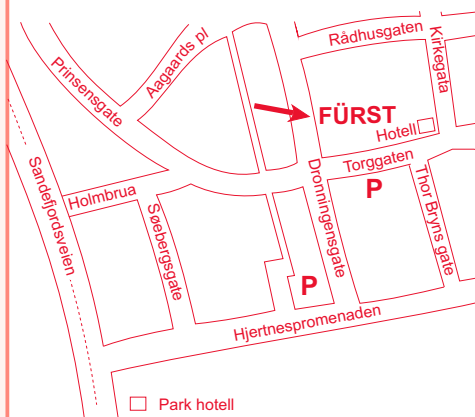 Rådhusgaten
Aagaards pl
Kirkegata
Prinsensgate
FÜRST
Hotell
Torggaten
P
Sandefjordsveien
Holmbrua
Søebergsgate
Dronningensgate
Thor Bryns gate
P
Hjertnespromenaden
Park hotell